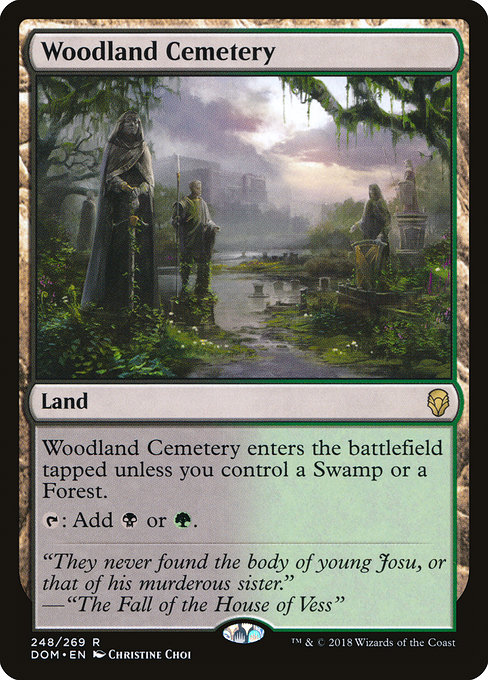 Woodland Cemetery
Land
Woodland Cemetery enters the battlefield
tapped unless you control a Swamp or a
Forest.
: Add or .
“They never found the body of young Josu, or
that of his murderous sister.”
—“The Fall of the House of Vess”
248/269 R
™ & © 2018 Wizards of the Coast
DOM • EN Christine Choi